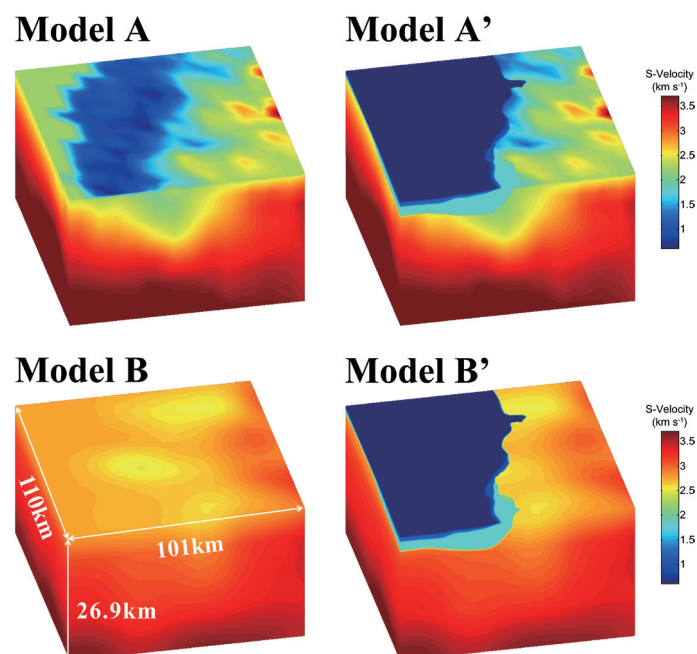 Model A
Model A’
S-Velocity
(km s⁻¹)
3.5
3
2.5
2
1.5
1
Model B
Model B’
S-Velocity
(km s⁻¹)
3.5
3
2.5
2
1.5
1
110km
101km
26.9km